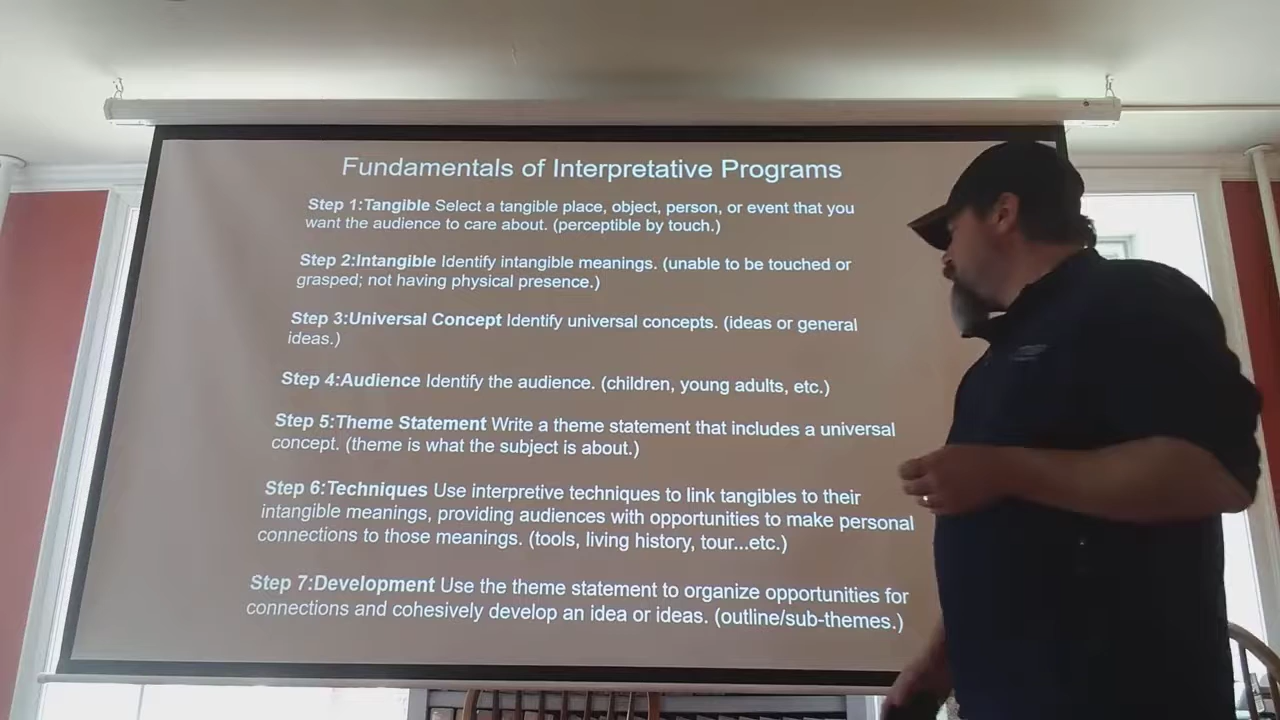 Fundamentals of Interpretative Programs
Step 1:Tangible Select a tangible place, object, person, or event that you
want the audience to care about. (perceptible by touch.)
Step 2:Intangible Identify intangible meanings. (unable to be touched or
grasped; not having physical presence.)
Step 3:Universal Concept Identify universal concepts. (ideas or general
ideas.)
Step 4:Audience Identify the audience. (children, young adults, etc.)
Step 5:Theme Statement Write a theme statement that includes a universal
concept. (theme is what the subject is about.)
Step 6:Techniques Use interpretive techniques to link tangibles to their
intangible meanings, providing audiences with opportunities to make personal
connections to those meanings. (tools, living history, tour...etc.)
Step 7:Development Use the theme statement to organize opportunities for
connections and cohesively develop an idea or ideas. (outline/sub-themes.)